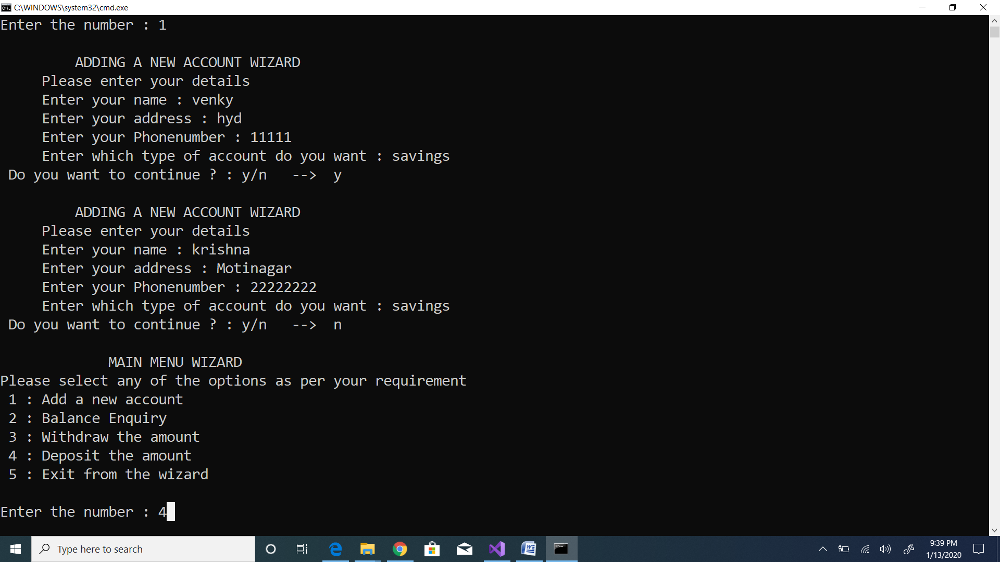 C:\WINDOWS\system32\cmd.exe
Enter the number : 1
ADDING A NEW ACCOUNT WIZARD
Please enter your details
Enter your name : venky
Enter your address : hyd
Enter your Phonenumber : 11111
Enter which type of account do you want : savings
Do you want to continue ? : y/n   -->  y
ADDING A NEW ACCOUNT WIZARD
Please enter your details
Enter your name : krishna
Enter your address : Motinagar
Enter your Phonenumber : 22222222
Enter which type of account do you want : savings
Do you want to continue ? : y/n   -->  n
MAIN MENU WIZARD
Please select any of the options as per your requirement
1 : Add a new account
2 : Balance Enquiry
3 : Withdraw the amount
4 : Deposit the amount
5 : Exit from the wizard
Enter the number : 4
Type here to search
9:39 PM
1/13/2020